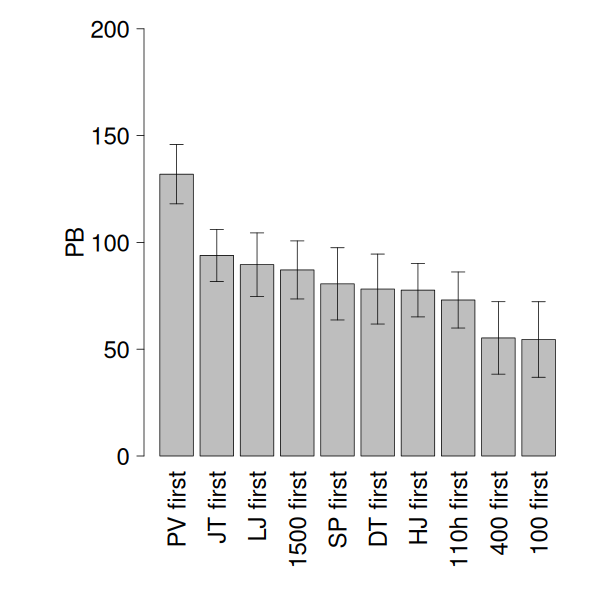 200
150
100
50
0
PB
PV first
JT first
LJ first
1500 first
SP first
DT first
HJ first
110h first
400 first
100 first